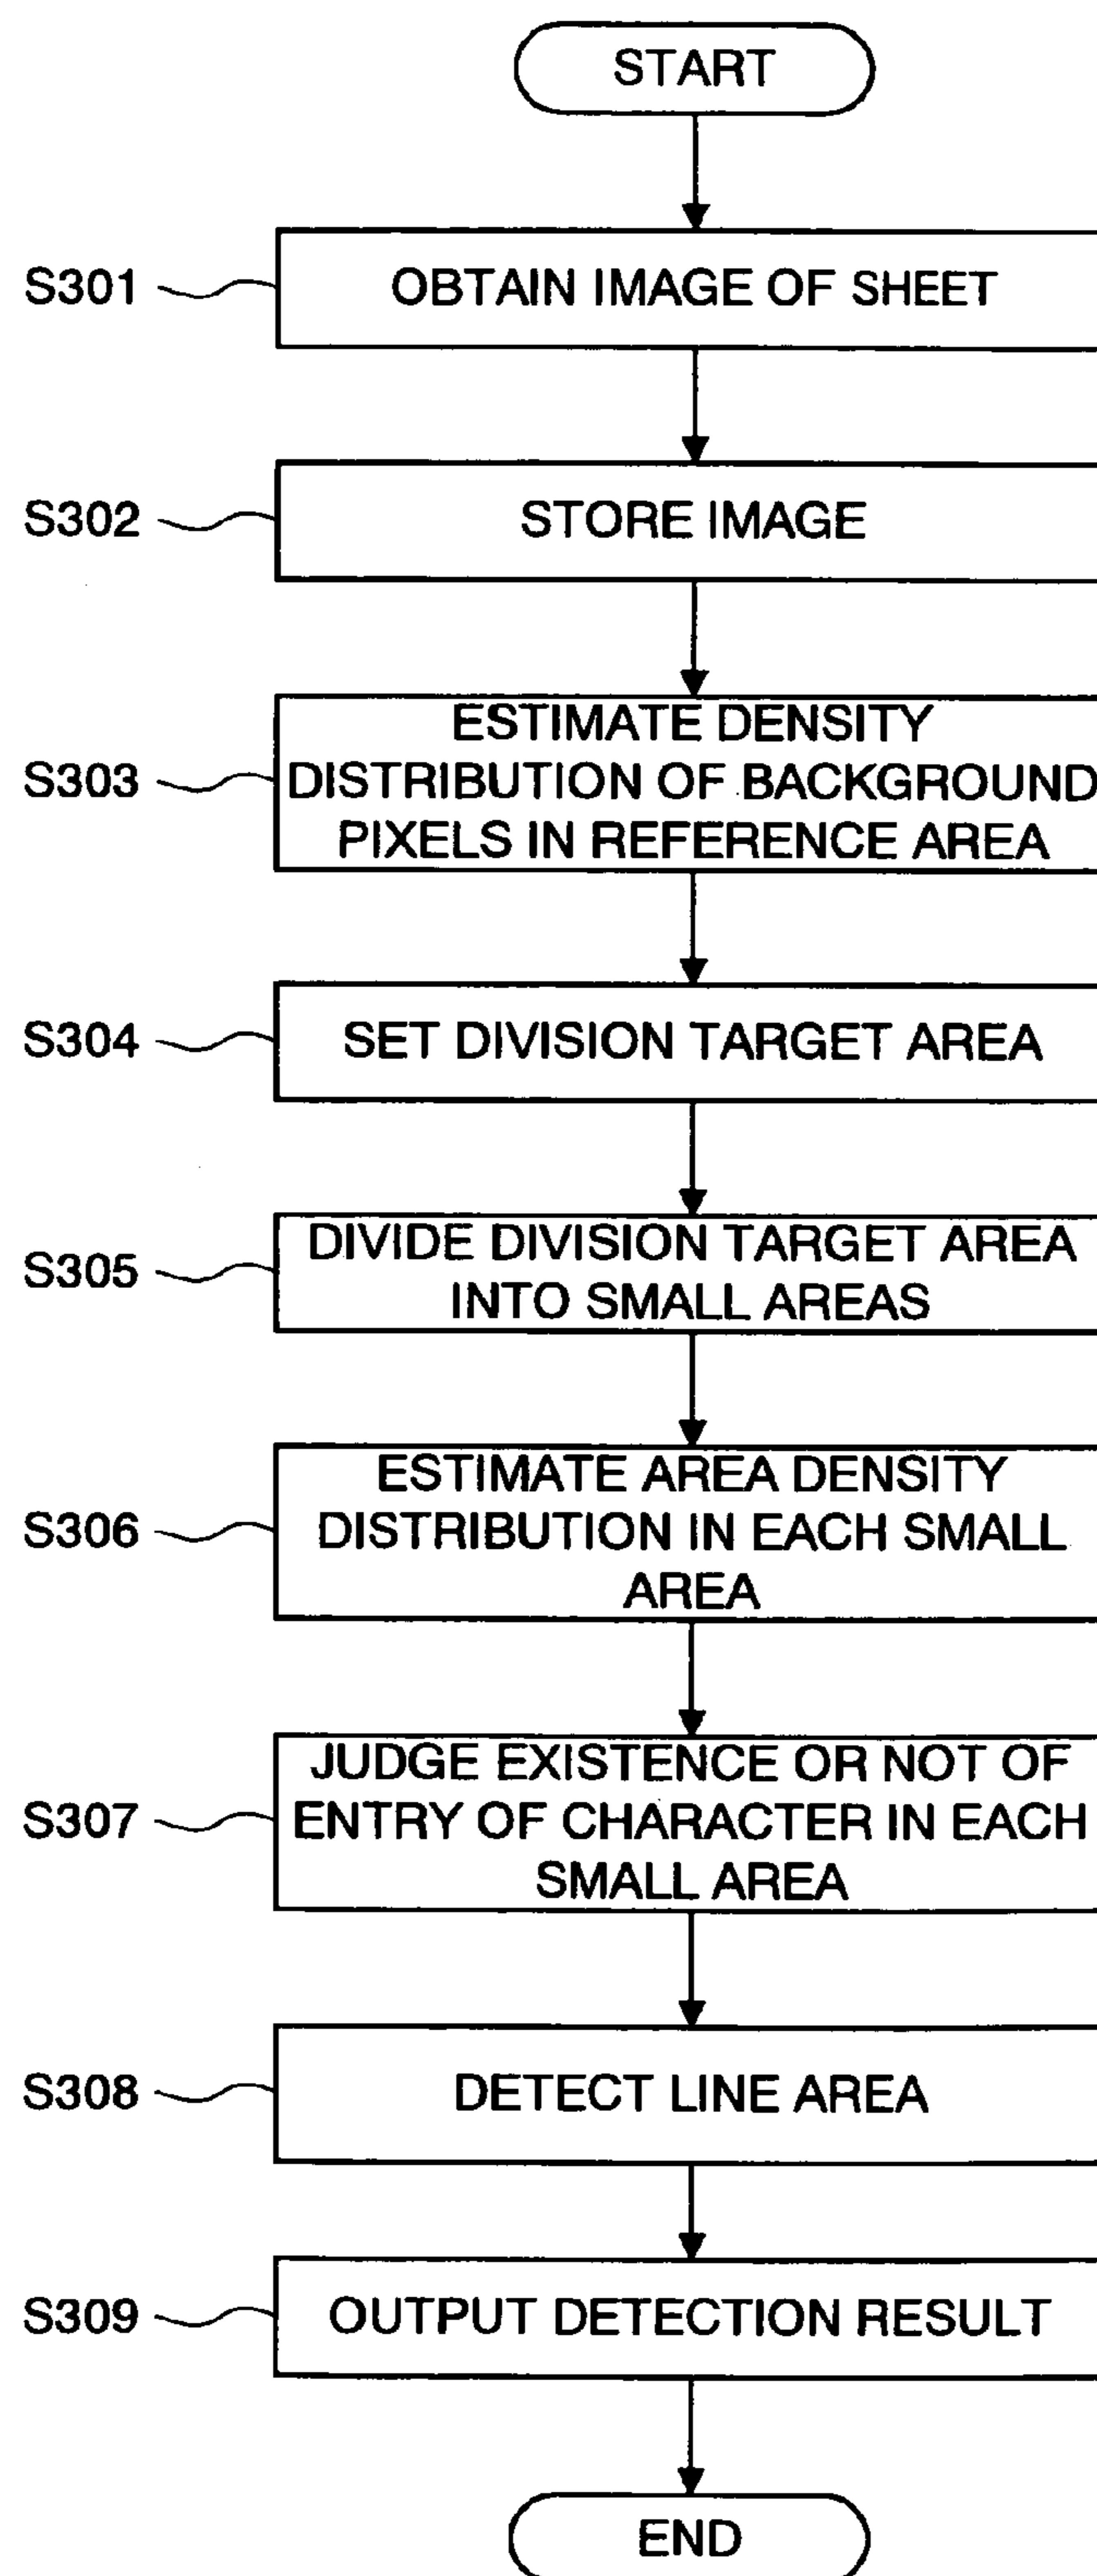 START
S301
OBTAIN IMAGE OF SHEET
S302
STORE IMAGE
S303
ESTIMATE DENSITY
DISTRIBUTION OF BACKGROUND
PIXELS IN REFERENCE AREA
S304
SET DIVISION TARGET AREA
S305
DIVIDE DIVISION TARGET AREA
INTO SMALL AREAS
S306
ESTIMATE AREA DENSITY
DISTRIBUTION IN EACH SMALL
AREA
S307
JUDGE EXISTENCE OR NOT OF
ENTRY OF CHARACTER IN EACH
SMALL AREA
S308
DETECT LINE AREA
S309
OUTPUT DETECTION RESULT
END